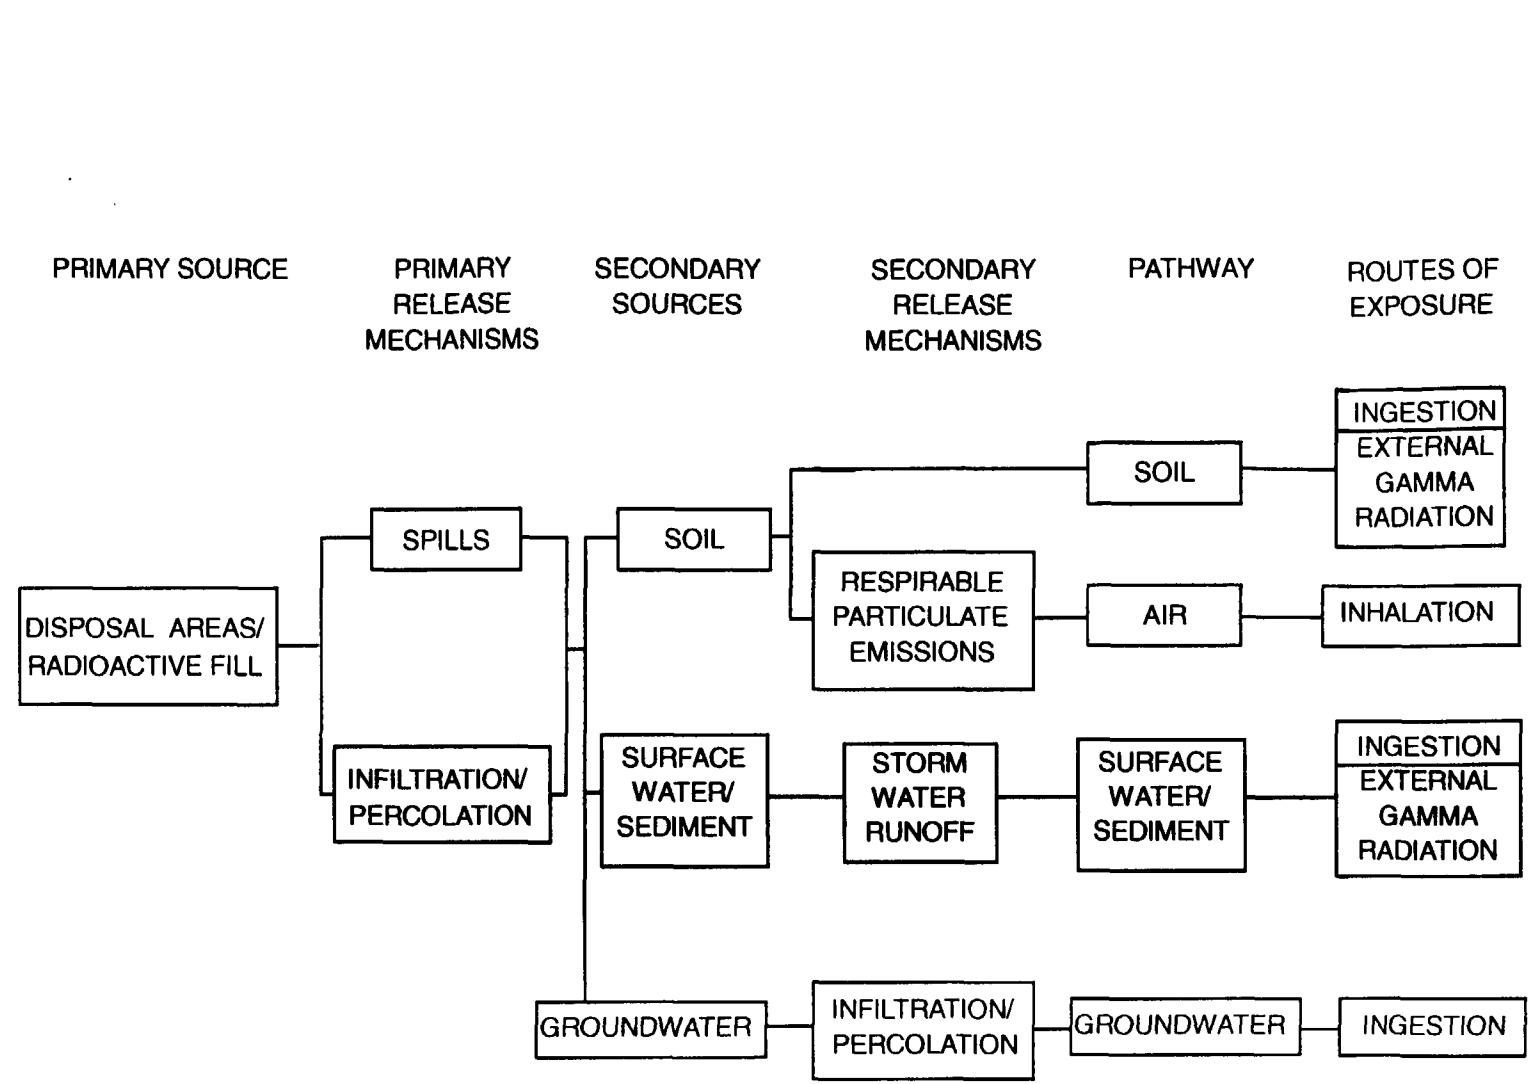 PRIMARY SOURCE
PRIMARY
RELEASE
MECHANISMS
SECONDARY
SOURCES
SECONDARY
RELEASE
MECHANISMS
PATHWAY
ROUTES OF
EXPOSURE
DISPOSAL AREAS/
RADIOACTIVE FILL
SPILLS
INFILTRATION/
PERCOLATION
SOIL
SURFACE
WATER/
SEDIMENT
GROUNDWATER
RESPIRABLE
PARTICULATE
EMISSIONS
STORM
WATER
RUNOFF
INFILTRATION/
PERCOLATION
SOIL
AIR
SURFACE
WATER/
SEDIMENT
GROUNDWATER
INGESTION
EXTERNAL
GAMMA
RADIATION
INHALATION
INGESTION
EXTERNAL
GAMMA
RADIATION
INGESTION